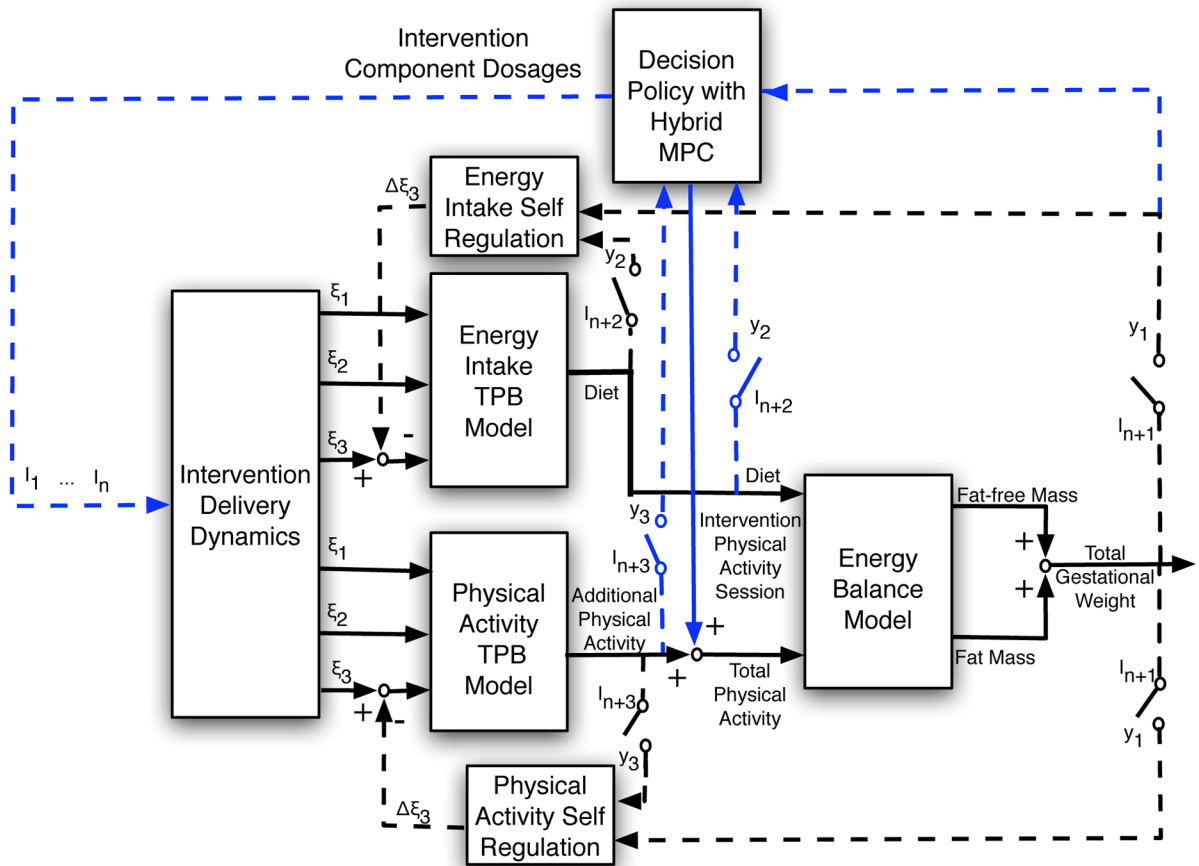 Intervention
Component Dosages
Decision
Policy with
Hybrid
MPC
Energy
Intake Self
Regulation
Δξ3
y2
In+2
ξ1
ξ2
ξ3
+
-
Energy
Intake
TPB
Model
Diet
y2
In+2
y1
In+1
I1 ... In
Intervention
Delivery
Dynamics
Diet
y3
In+3
Intervention
Physical
Activity
Session
Energy
Balance
Model
Fat-free Mass
+
+
Total
Gestational
Weight
Fat Mass
ξ1
ξ2
ξ3
+
-
Physical
Activity
TPB
Model
Additional
Physical
Activity
+
+
Total
Physical
Activity
In+3
y3
In+1
y1
Δξ3
Physical
Activity Self
Regulation